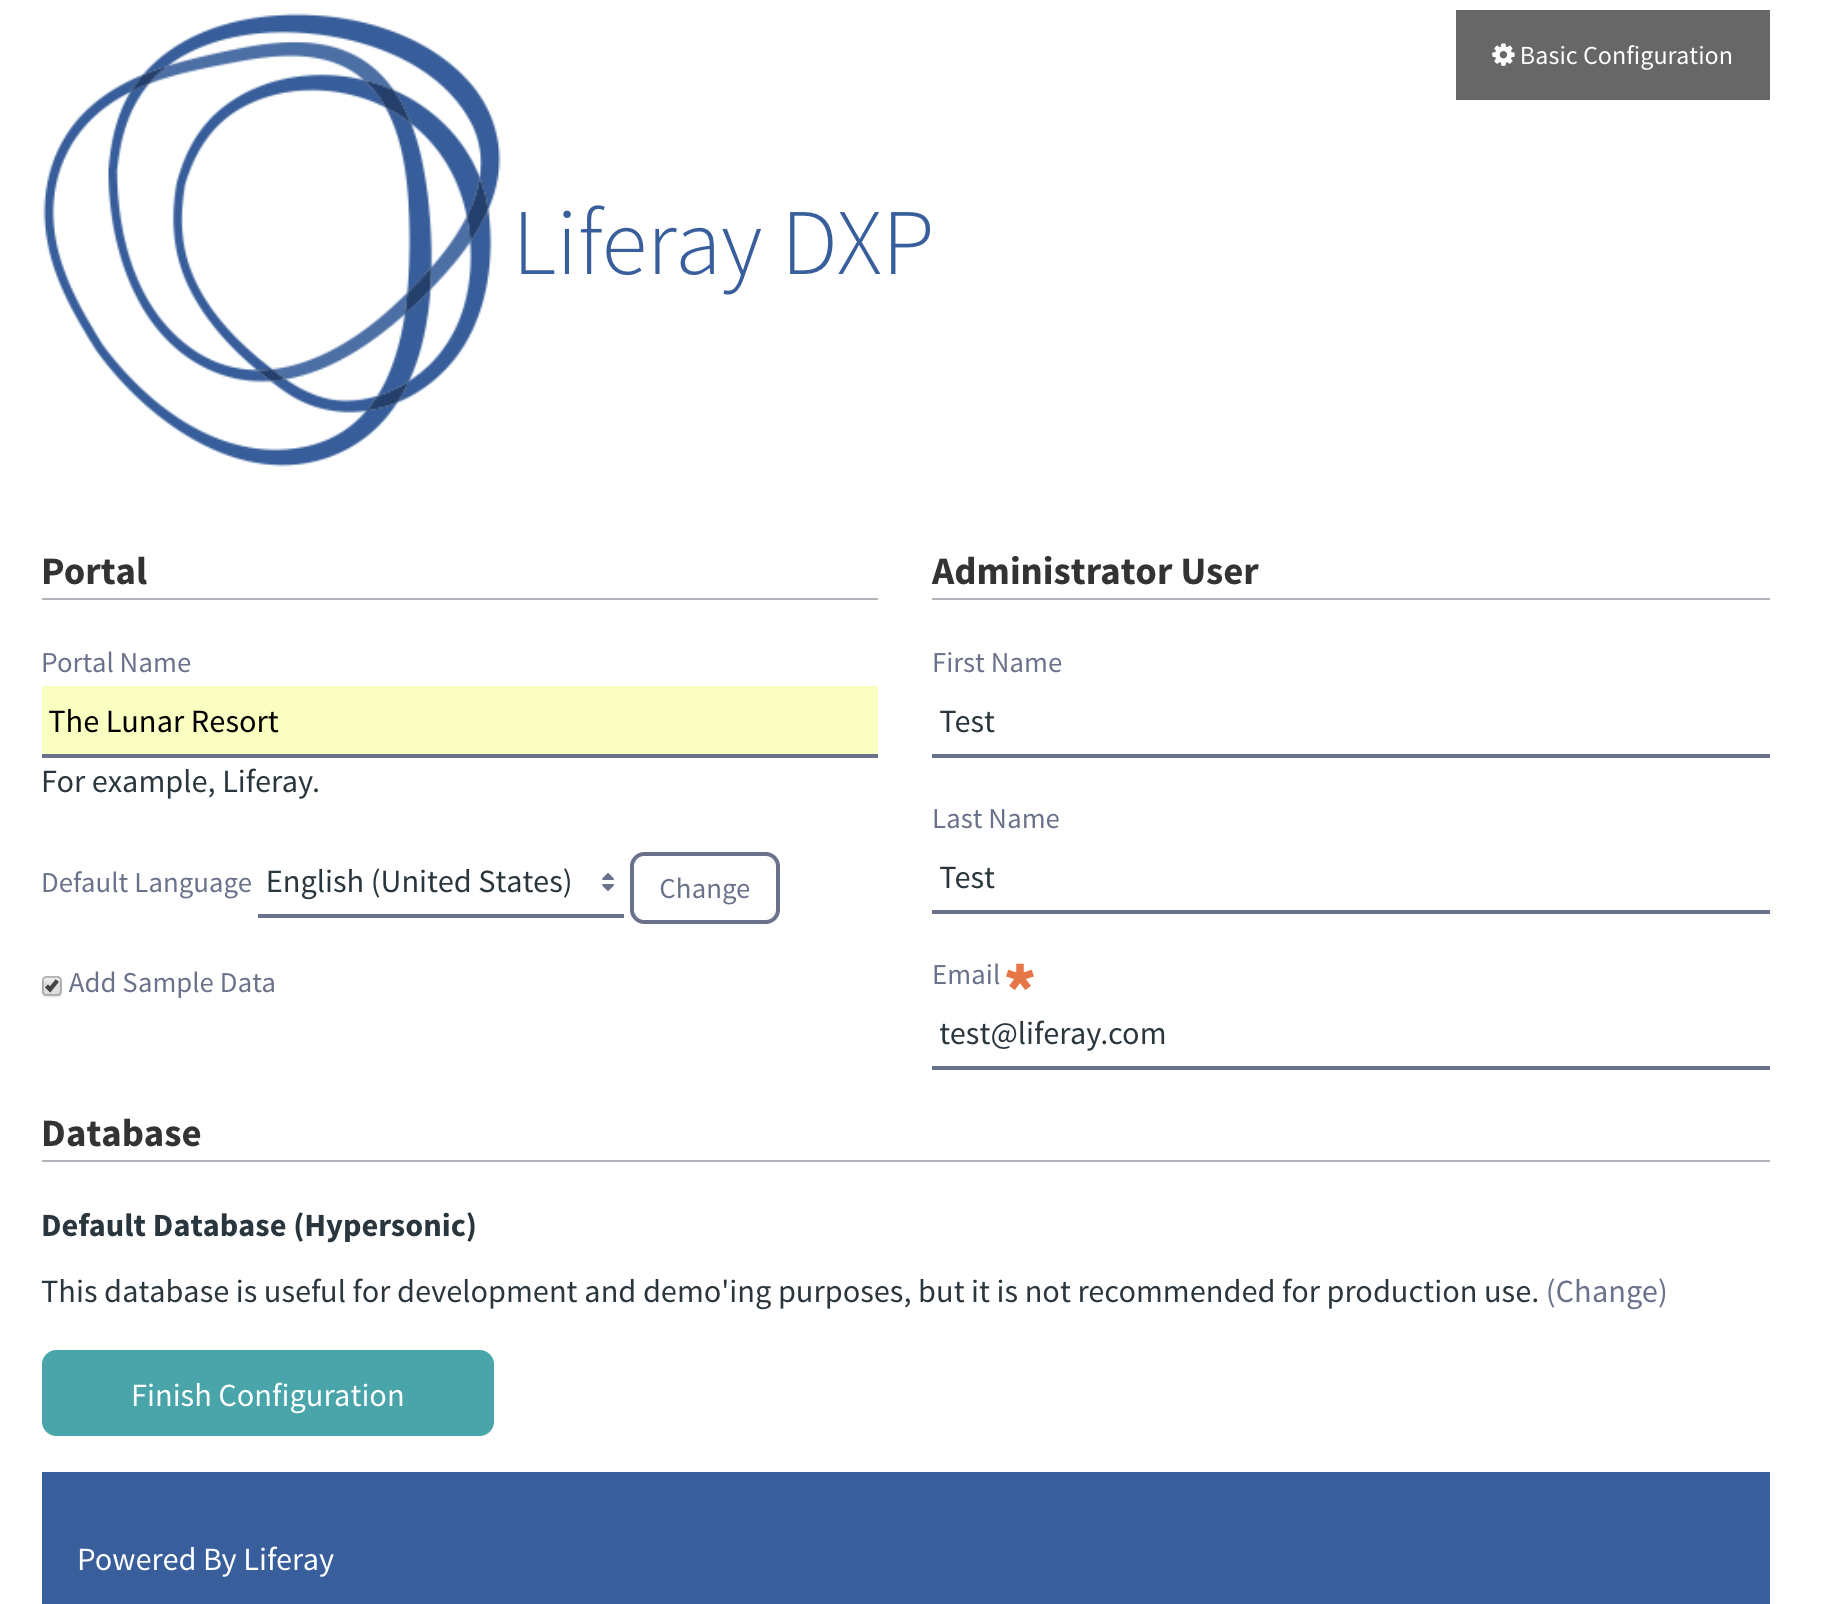 Basic Configuration
Liferay DXP
Portal
Portal Name
The Lunar Resort
For example, Liferay.
Default Language English (United States) Change
Add Sample Data
Administrator User
First Name
Test
Last Name
Test
Email *
test@liferay.com
Database
Default Database (Hypersonic)
This database is useful for development and demo'ing purposes, but it is not recommended for production use. (Change)
Finish Configuration
Powered By Liferay